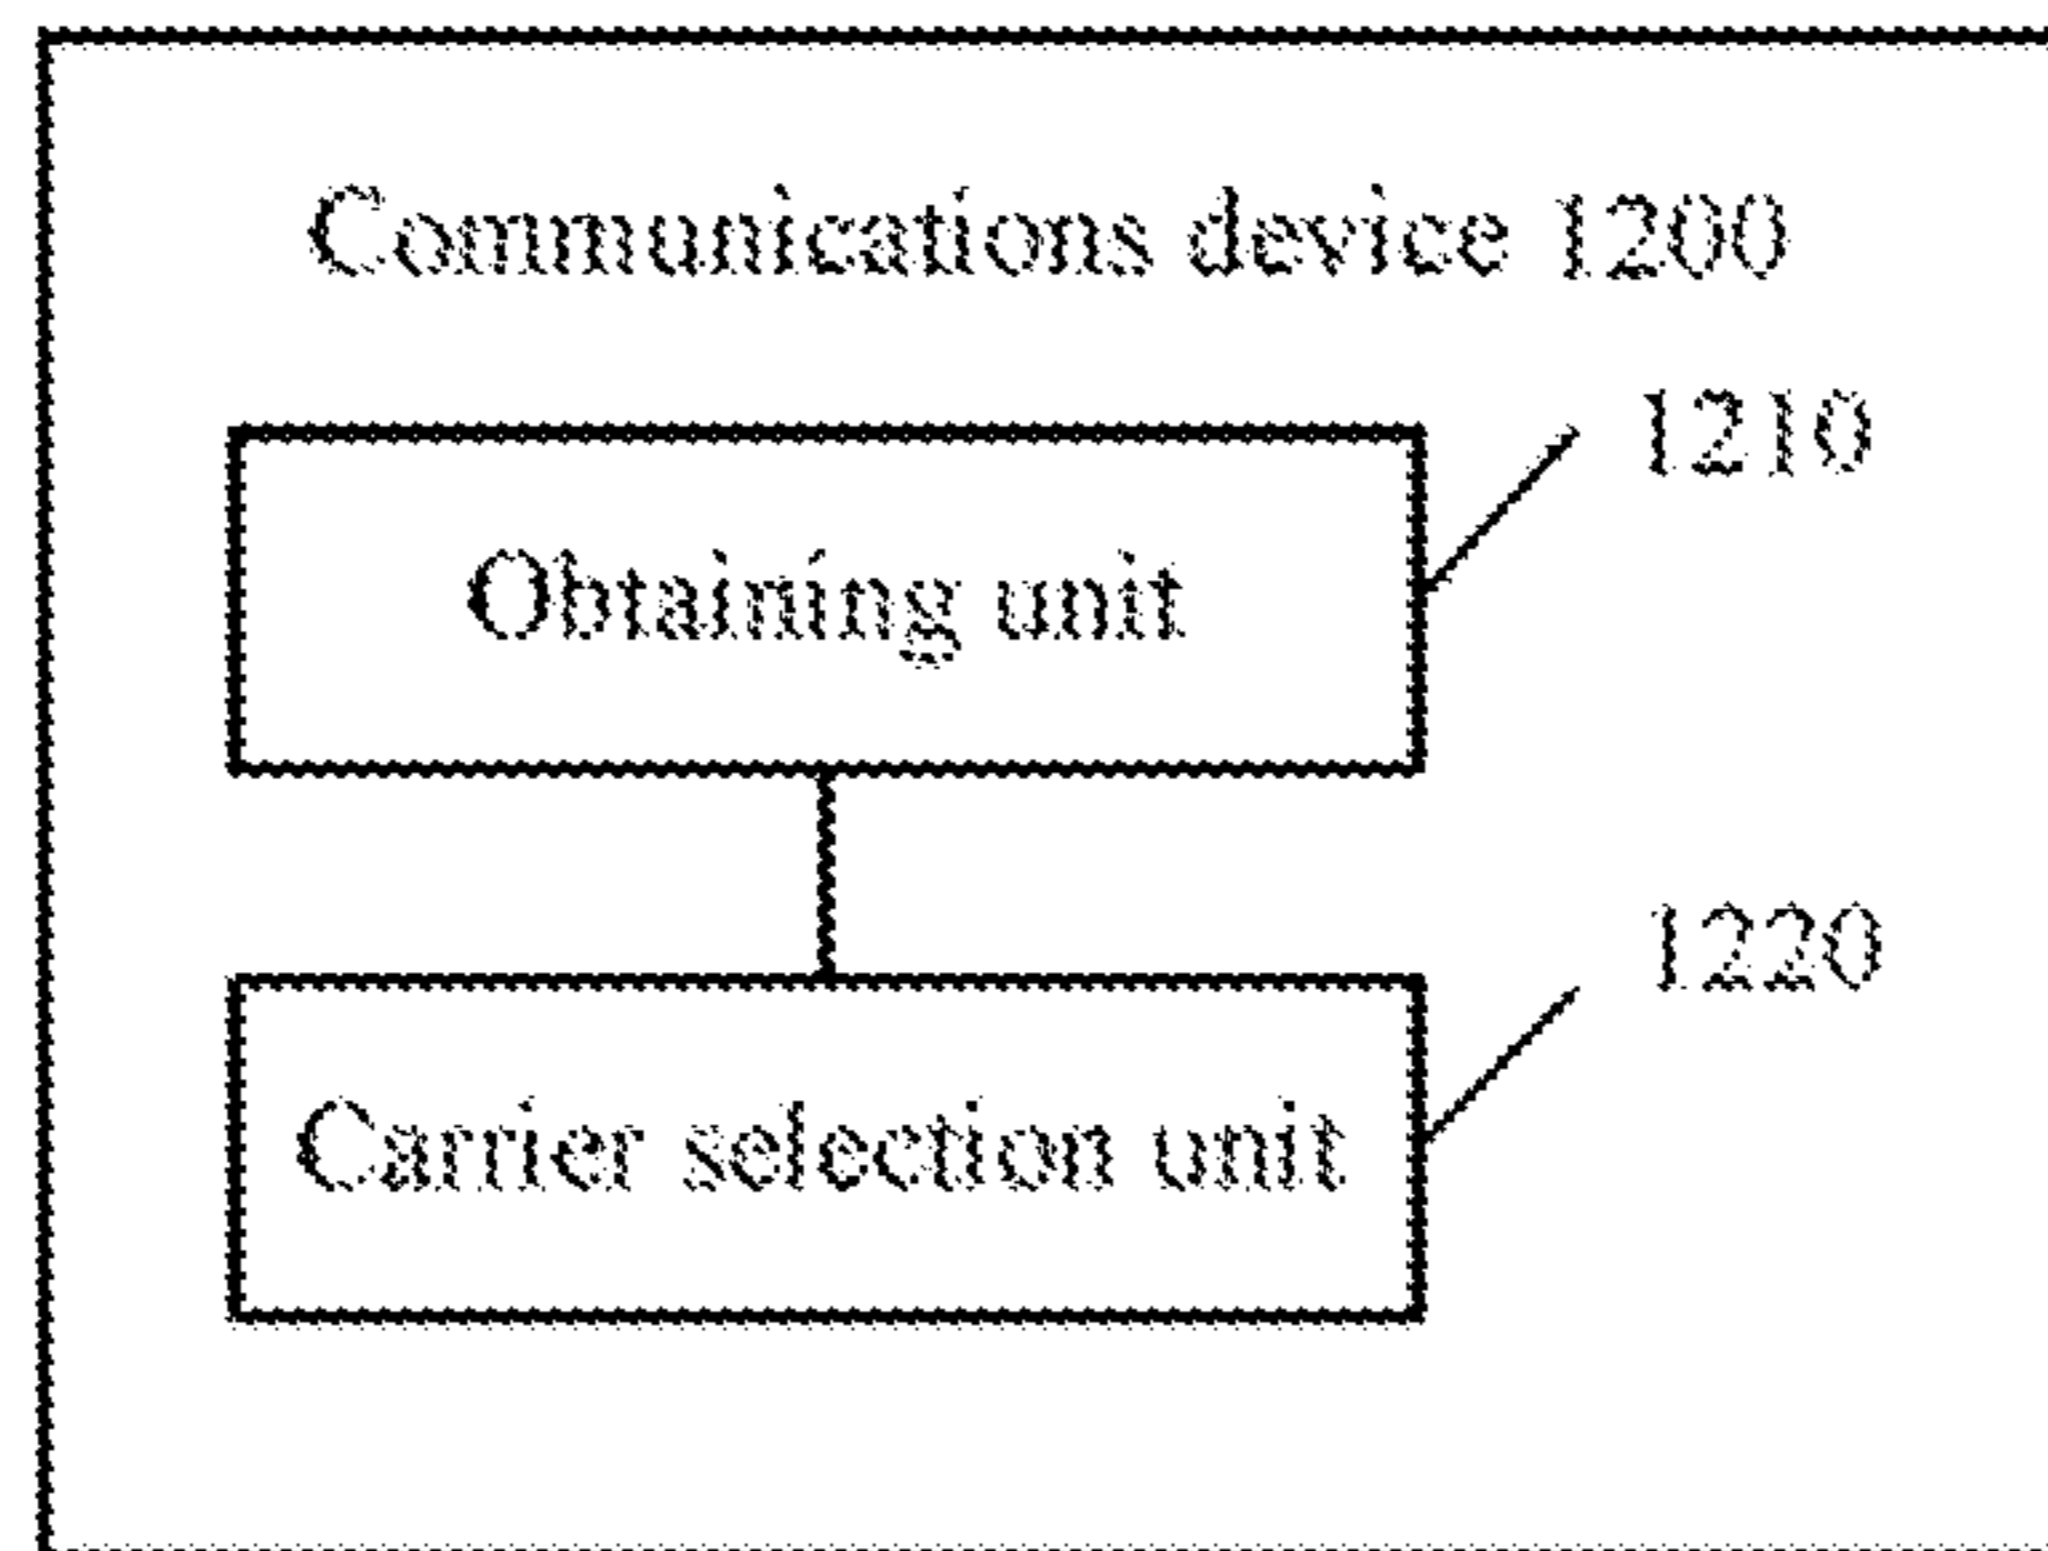 Communications device 1200
1210
Obtaining unit
1220
Carrier selection unit